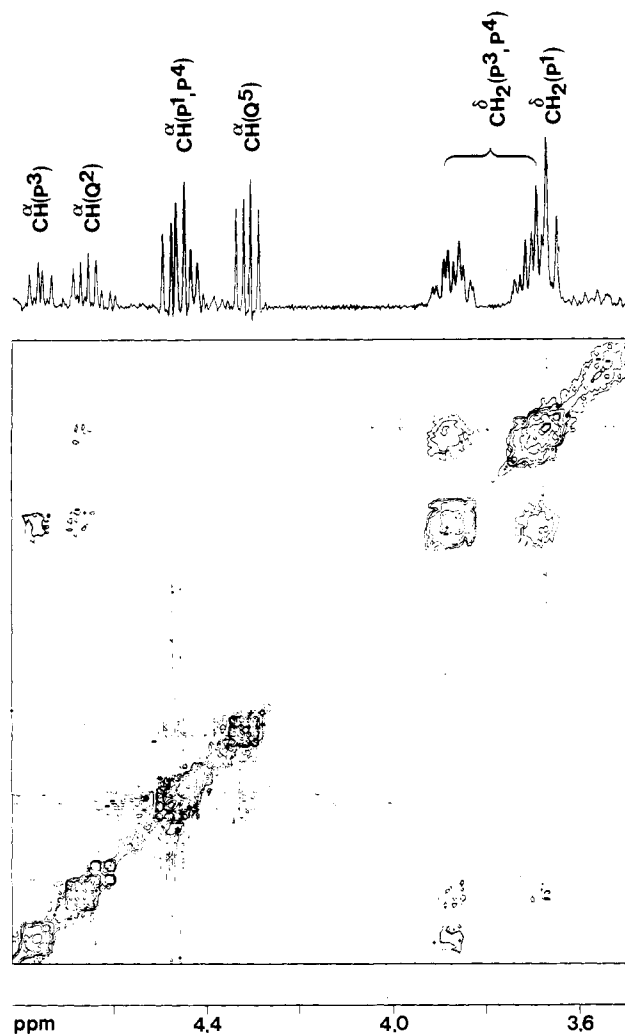 α
CH(P³)
α
CH(Q²)
α
CH(P¹,P⁴)
α
CH(Q⁵)
δ
CH₂(P³,P⁴)
δ
CH₂(P¹)
ppm 4.4 4.0 3.6